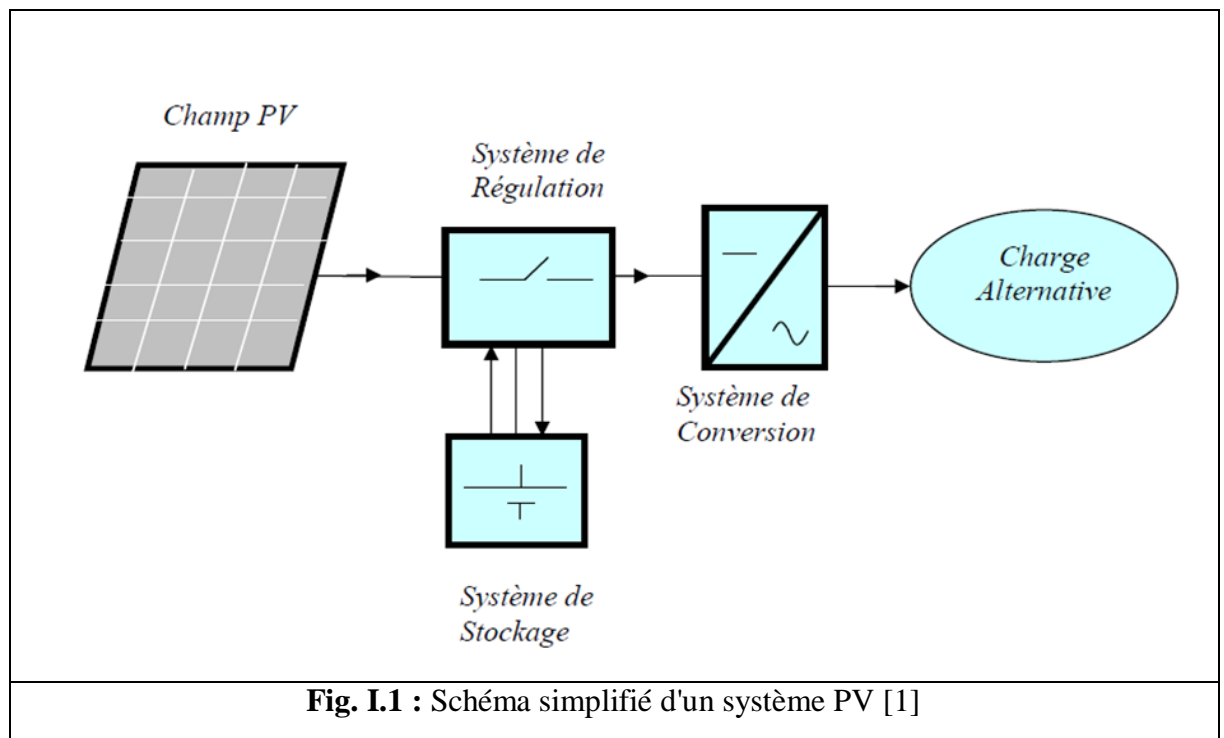 Champ PV
Système de
Régulation
Charge
Alternative
Système de
Conversion
Système de
Stockage
Fig. I.1 : Schéma simplifié d'un système PV [1]